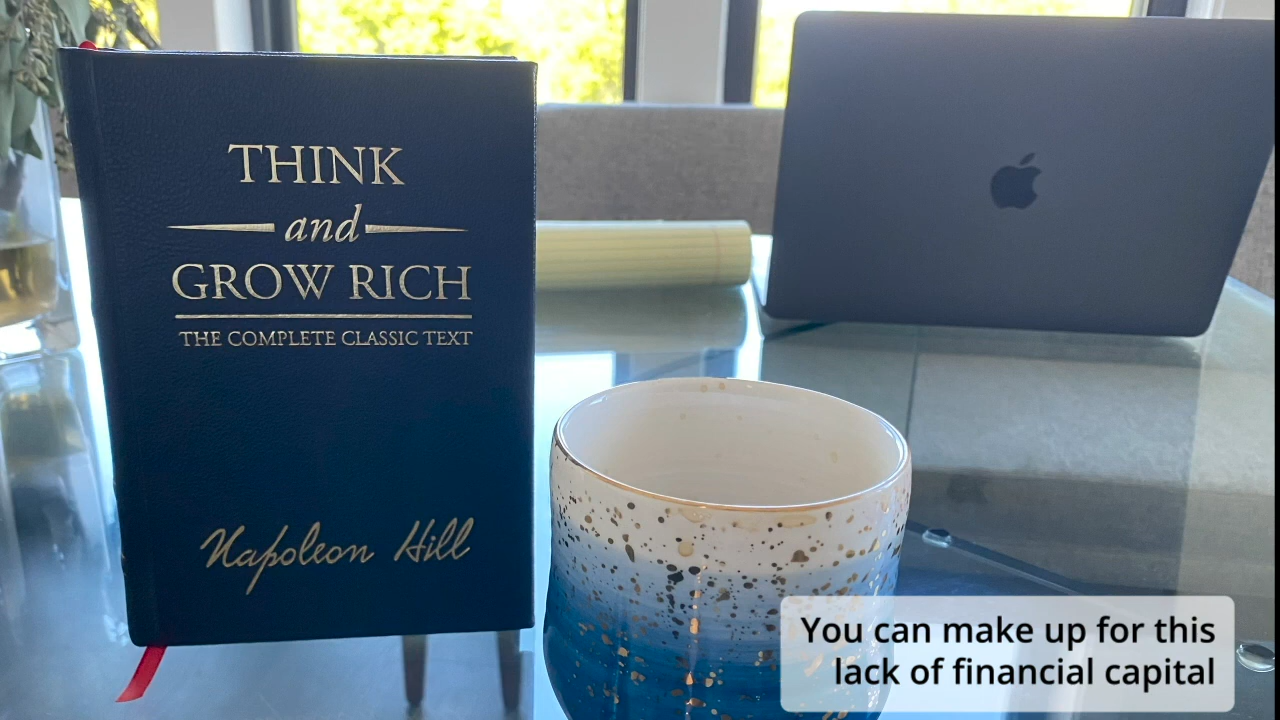 THINK
and
GROW RICH
THE COMPLETE CLASSIC TEXT
Napoleon Hill
You can make up for this
lack of financial capital